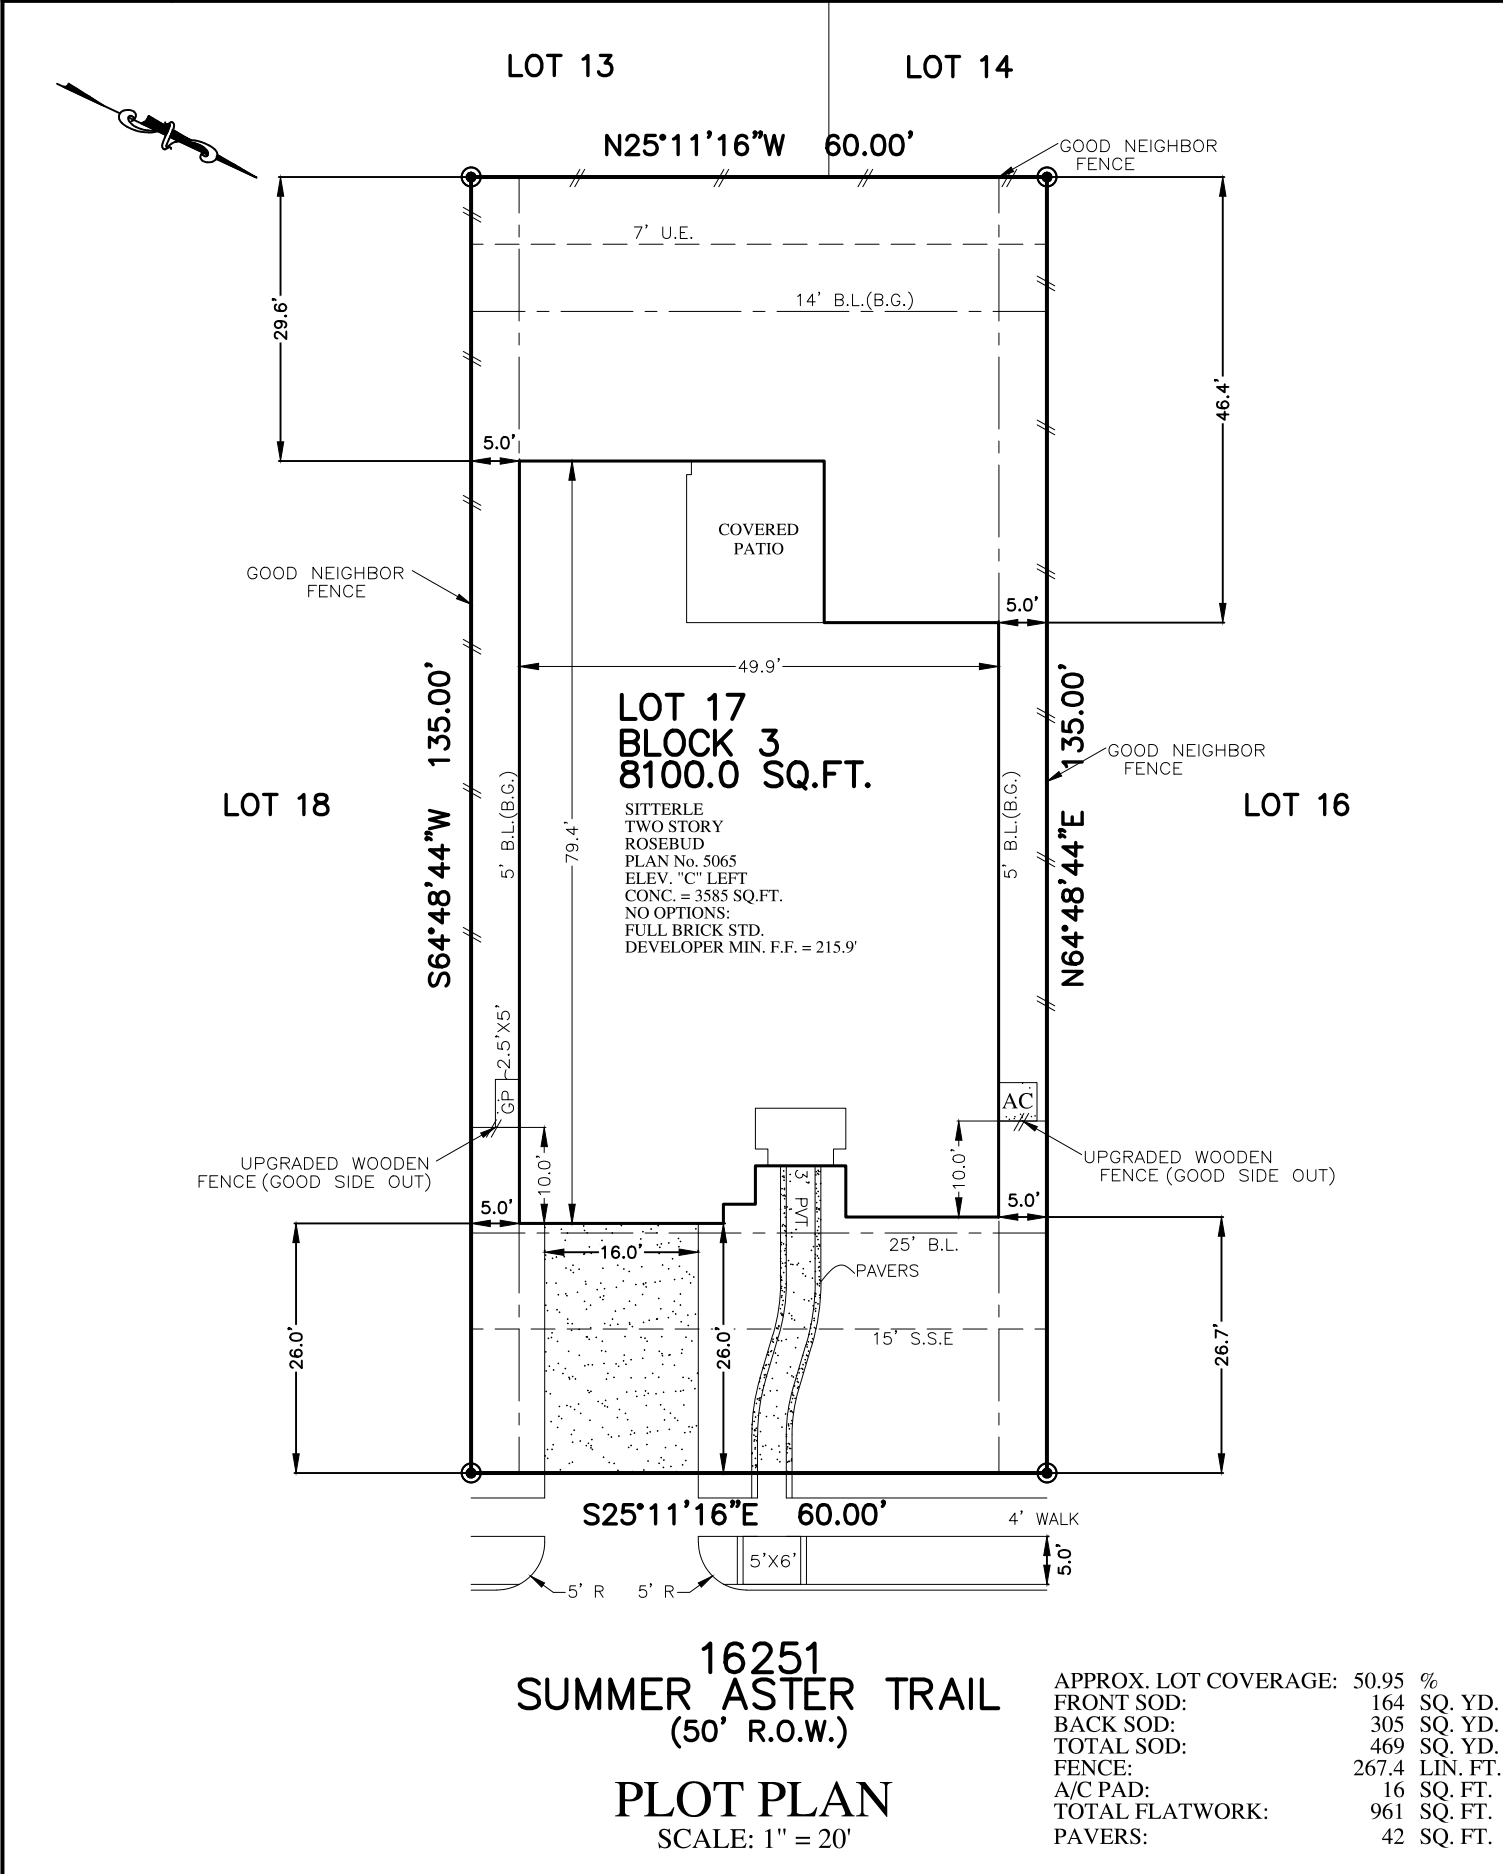 LOT 13
LOT 14
N25°11'16"W 60.00'
GOOD NEIGHBOR
FENCE
7' U.E.
14' B.L.(B.G.)
29.6'
46.4'
5.0'
COVERED
PATIO
GOOD NEIGHBOR
FENCE
5.0'
49.9'
LOT 17
BLOCK 3
8100.0 SQ.FT.
SITTERLE
TWO STORY
ROSEBUD
PLAN No. 5065
ELEV. "C" LEFT
CONC. = 3585 SQ.FT.
NO OPTIONS:
FULL BRICK STD.
DEVELOPER MIN. F.F. = 215.9'
79.4'
S64°48'44"W 135.00'
N64°48'44"E 135.00'
GOOD NEIGHBOR
FENCE
LOT 18
LOT 16
5' B.L.(B.G.)
5' B.L.(B.G.)
GP 2.5'X5'
AC
UPGRADED WOODEN
FENCE (GOOD SIDE OUT)
UPGRADED WOODEN
FENCE (GOOD SIDE OUT)
10.0'
10.0'
5.0'
5.0'
3' PVT.
25' B.L.
16.0'
PAVERS
15' S.S.E
26.0'
26.0'
26.7'
S25°11'16"E 60.00'
4' WALK
5'X6'
5.0'
5' R
5' R
16251
SUMMER ASTER TRAIL
(50' R.O.W.)
PLOT PLAN
SCALE: 1" = 20'
APPROX. LOT COVERAGE: 50.95 %
FRONT SOD: 164 SQ. YD.
BACK SOD: 305 SQ. YD.
TOTAL SOD: 469 SQ. YD.
FENCE: 267.4 LIN. FT.
A/C PAD: 16 SQ. FT.
TOTAL FLATWORK: 961 SQ. FT.
PAVERS: 42 SQ. FT.